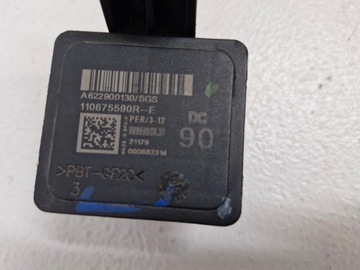 A622900130/SGS
110675590R--E
PER/3-12
DC
90
21179
000682314
>PBT-GF20<
3